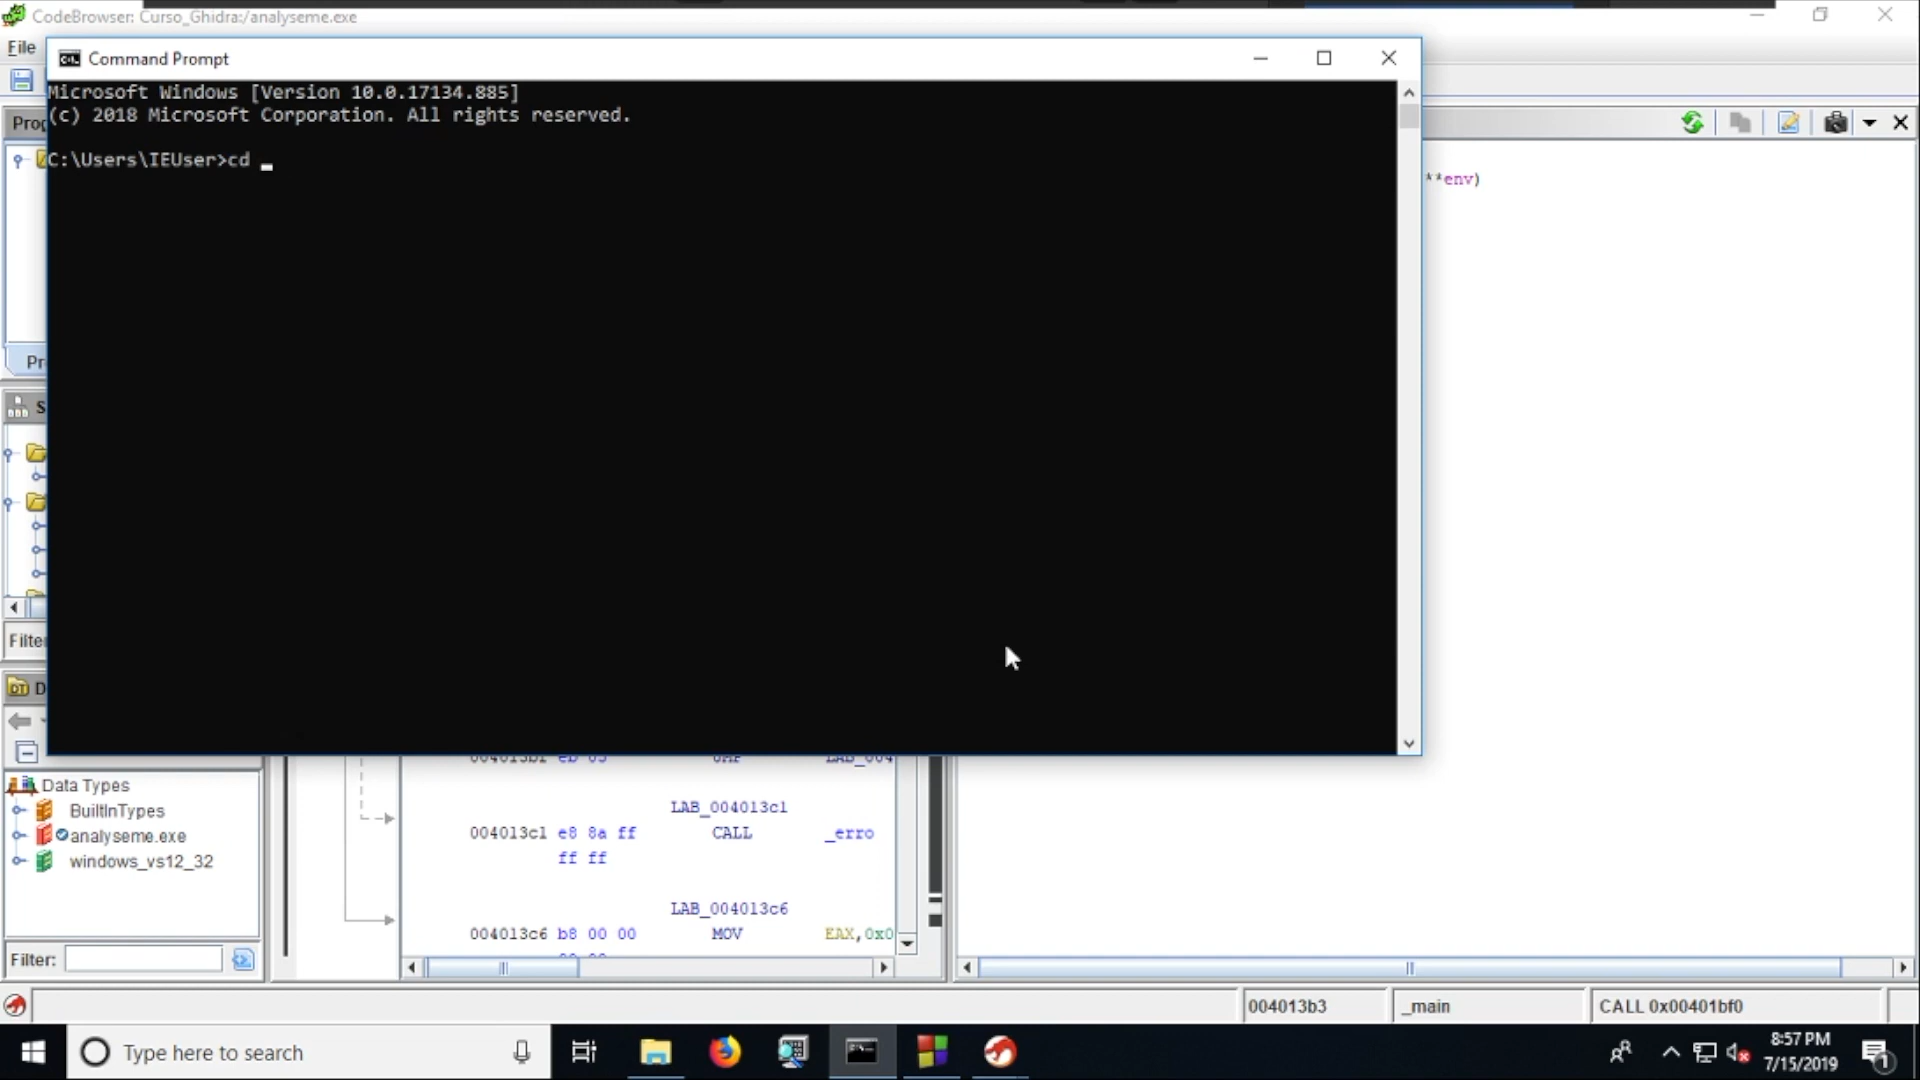 CodeBrowser: Curso_Ghidra:/analyseme.exe
File
Command Prompt
Microsoft Windows [Version 10.0.17134.885]
(c) 2018 Microsoft Corporation. All rights reserved.
C:\Users\IEUser>cd
**env)
Data Types
BuiltInTypes
analyseme.exe
windows_vs12_32
Filter:
LAB_004013c1
004013c1 e8 8a ff CALL _erro
ff ff
LAB_004013c6
004013c6 b8 00 00 MOV EAX,0x0
004013b3
_main
CALL 0x00401bf0
Type here to search
8:57 PM
7/15/2019
1